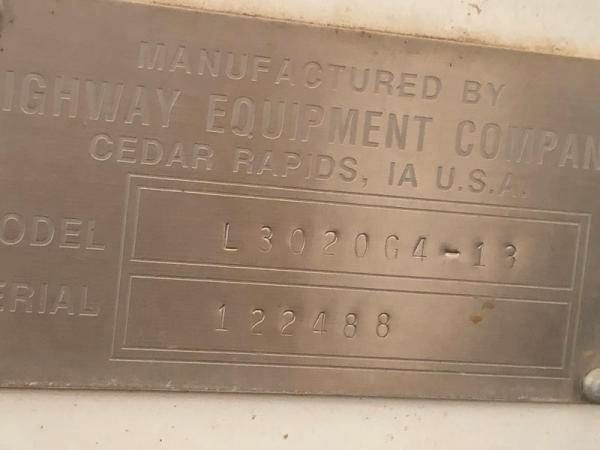 MANUFACTURED BY
IGHWAY EQUIPMENT COMPAN
CEDAR RAPIDS, IA U.S.A.
ODEL L3020G4-13
ERIAL 122488